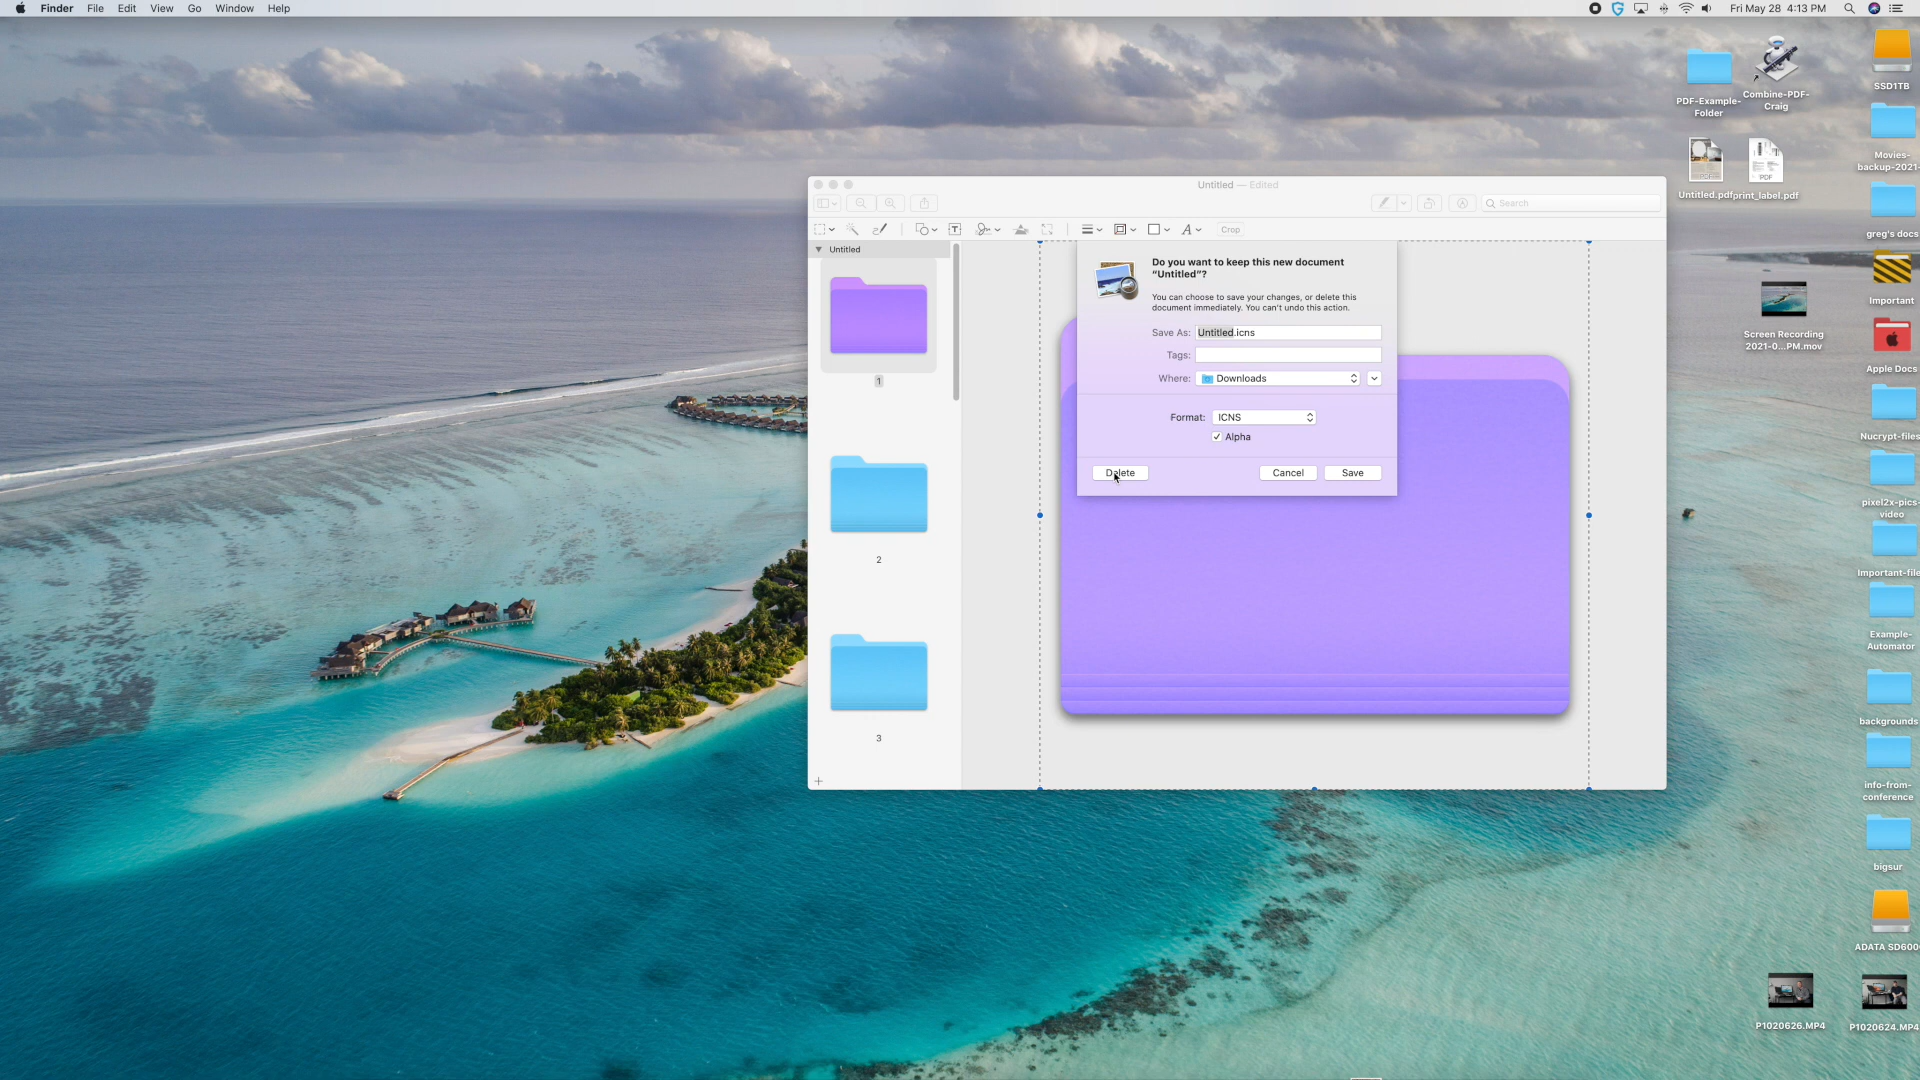 Finder File Edit View Go Window Help
Fri May 28 4:13 PM
Untitled — Edited
Search
Crop
Untitled
1
2
3
Do you want to keep this new document
“Untitled”?
You can choose to save your changes, or delete this
document immediately. You can't undo this action.
Save As: Untitled.icns
Tags:
Where: Downloads
Format: ICNS
Alpha
Delete Cancel Save
PDF-Example-
Folder
Combine-PDF-
Craig
PDF
PDF
Untitled.pdf
print_label.pdf
Screen Recording
2021-0...PM.mov
SSD1TB
Movies-
backup-2021-
greg's docs
Important
Apple Docs
Nucrypt-files
pixel2x-pics-
video
Important-file
Example-
Automator
backgrounds
info-from-
conference
bigsur
ADATA SD600
P1020626.MP4
P1020624.MP4